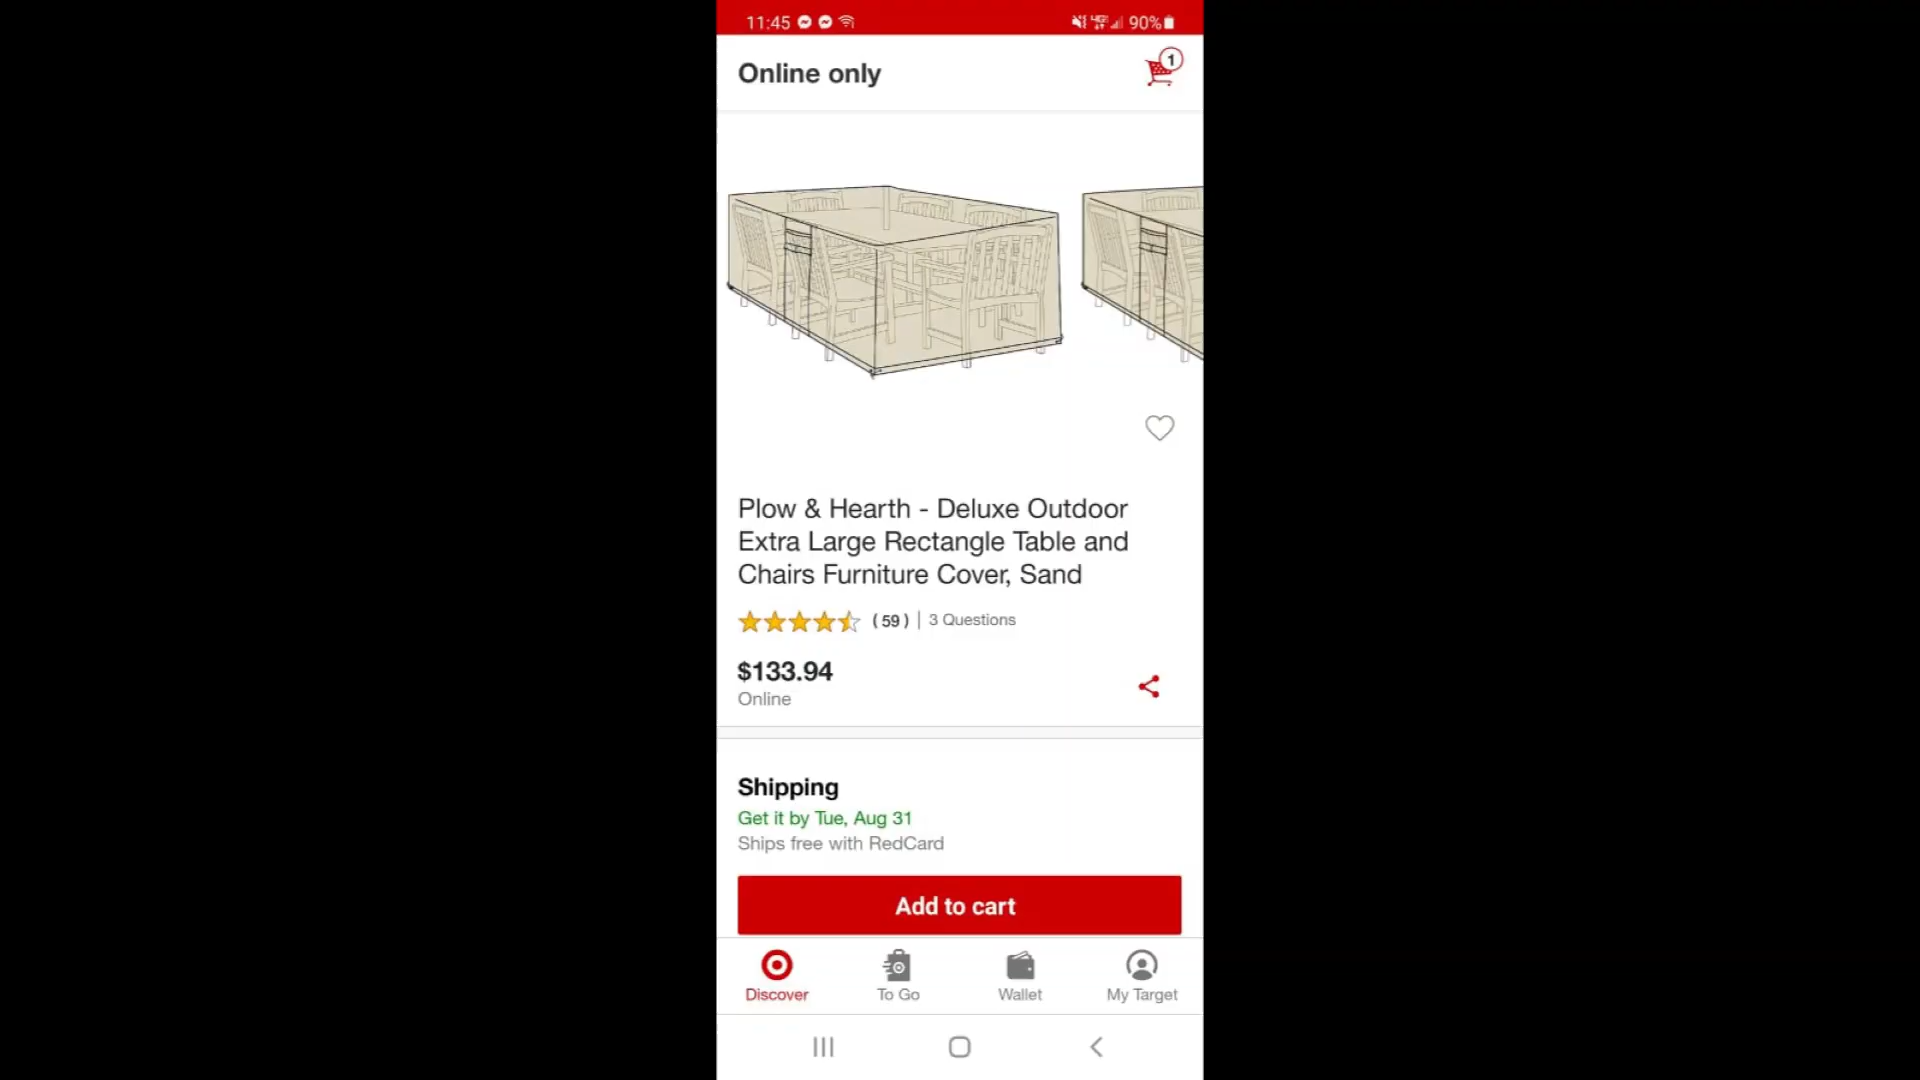 11:45 90%
Online only
1
Plow & Hearth - Deluxe Outdoor
Extra Large Rectangle Table and
Chairs Furniture Cover, Sand
(59) | 3 Questions
$133.94
Online
Shipping
Get it by Tue, Aug 31
Ships free with RedCard
Add to cart
Discover To Go Wallet My Target